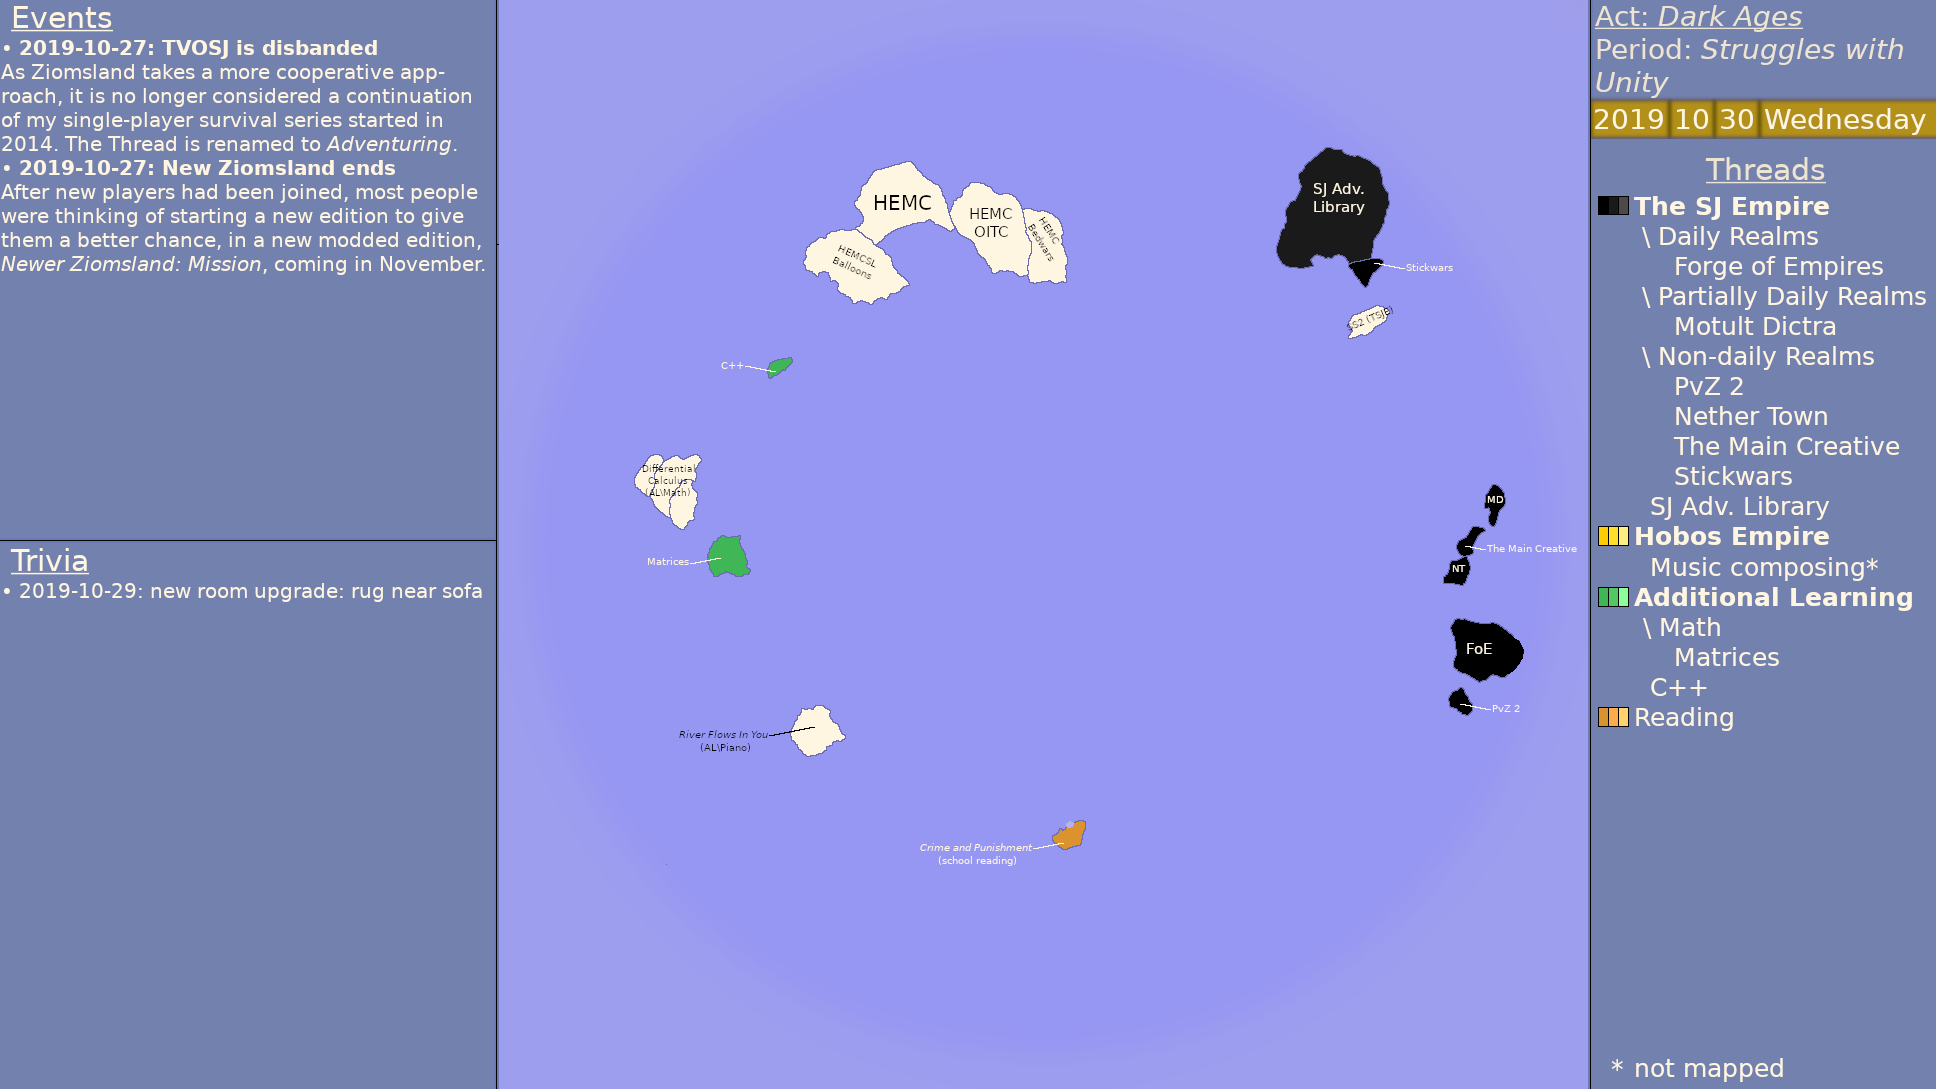 Events
• 2019-10-27: TVOSJ is disbanded
As Ziomsland takes a more cooperative app-
roach, it is no longer considered a continuation
of my single-player survival series started in
2014. The Thread is renamed to Adventuring.
• 2019-10-27: New Ziomsland ends
After new players had been joined, most people
were thinking of starting a new edition to give
them a better chance, in a new modded edition,
Newer Ziomsland: Mission, coming in November.
Trivia
• 2019-10-29: new room upgrade: rug near sofa
HEMC
HEMC
OITC
HEMC
Bedwars
HEMCSL
Balloons
SJ Adv.
Library
Stickwars
S2 (TSJE)
C++
Differential
Calculus
(AL\Math)
Matrices
MD
The Main Creative
NT
FoE
PvZ 2
River Flows In You
(AL\Piano)
Crime and Punishment
(school reading)
Act: Dark Ages
Period: Struggles with
Unity
2019 10 30 Wednesday
Threads
The SJ Empire
\ Daily Realms
Forge of Empires
\ Partially Daily Realms
Motult Dictra
\ Non-daily Realms
PvZ 2
Nether Town
The Main Creative
Stickwars
SJ Adv. Library
Hobos Empire
Music composing*
Additional Learning
\ Math
Matrices
C++
Reading
* not mapped